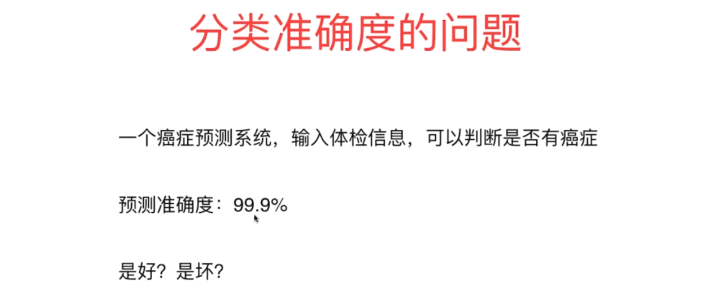 分类准确度的问题
一个癌症预测系统，输入体检信息，可以判断是否有癌症
预测准确度：99.9%
是好？是坏？